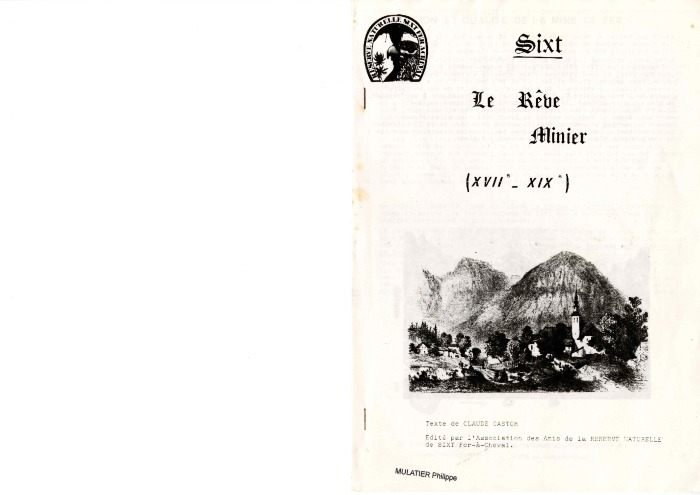 RESERVE NATURELLE SIXT FER A CHEVAL
Sixt
Le Rêve
Minier
(XVII" - XIX")
Texte de CLAUDE CASTOR
Edité par l'Association des Amis de la RESERVE NATURELLE
de SIXT Fer-À-Cheval.
MULATIER Philippe